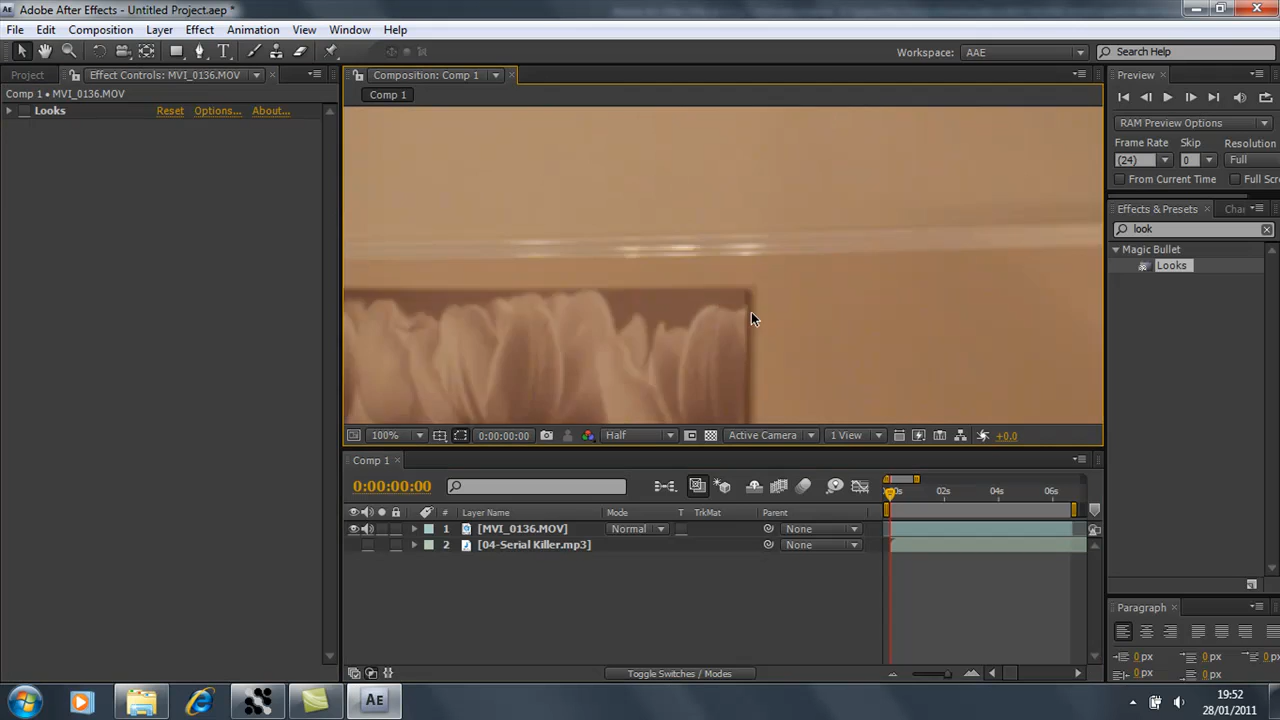 Adobe After Effects - Untitled Project.aep *
File Edit Composition Layer Effect Animation View Window Help
Workspace: AAE Search Help
Project Effect Controls: MVI_0136.MOV Composition: Comp 1 Preview
Comp 1 • MVI_0136.MOV
Comp 1
Looks Reset Options... About...
RAM Preview Options
Frame Rate Skip Resolution
(24) 0 Full
From Current Time Full Scr
Effects & Presets Char
look
Magic Bullet
Looks
100% 0:00:00:00 Half Active Camera 1 View +0.0
Comp 1
0:00:00:00
02s 04s 06s
# Layer Name Mode T TrkMat Parent
1 [MVI_0136.MOV] Normal None
2 [04-Serial Killer.mp3] None
Paragraph
0 px 0 px 0 px
0 px 0 px
Toggle Switches / Modes
Ae
19:52
28/01/2011